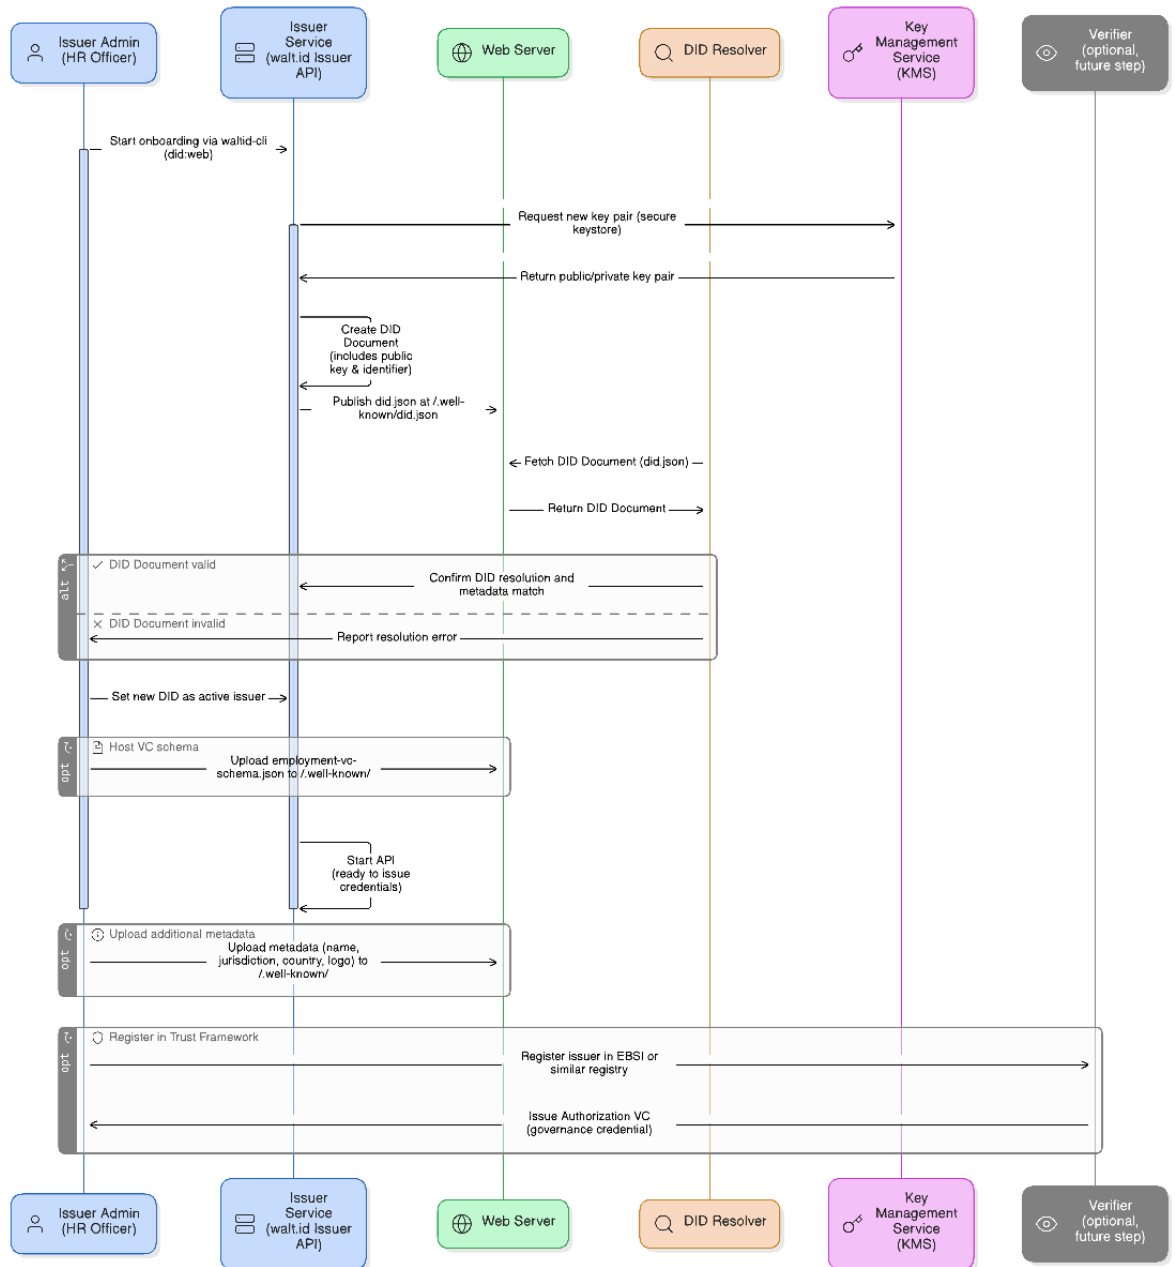 Issuer Admin
(HR Officer)
Issuer
Service
(walt.id Issuer
API)
Web Server
DID Resolver
Key
Management
Service
(KMS)
Verifier
(optional,
future step)
Start onboarding via waltid-cli
(did:web)
Request new key pair (secure
keystore)
Return public/private key pair
Create DID
Document
(includes public
key & identifier)
Publish did.json at /.well-
known/did.json
Fetch DID Document (did.json)
Return DID Document
alt
DID Document valid
Confirm DID resolution and
metadata match
DID Document invalid
Report resolution error
Set new DID as active issuer
opt
Host VC schema
Upload employment-vc-
schema.json to /.well-known/
Start API
(ready to issue
credentials)
opt
Upload additional metadata
Upload metadata (name,
jurisdiction, country, logo) to
/.well-known/
opt
Register in Trust Framework
Register issuer in EBSI or
similar registry
Issue Authorization VC
(governance credential)
Issuer Admin
(HR Officer)
Issuer
Service
(walt.id Issuer
API)
Web Server
DID Resolver
Key
Management
Service
(KMS)
Verifier
(optional,
future step)